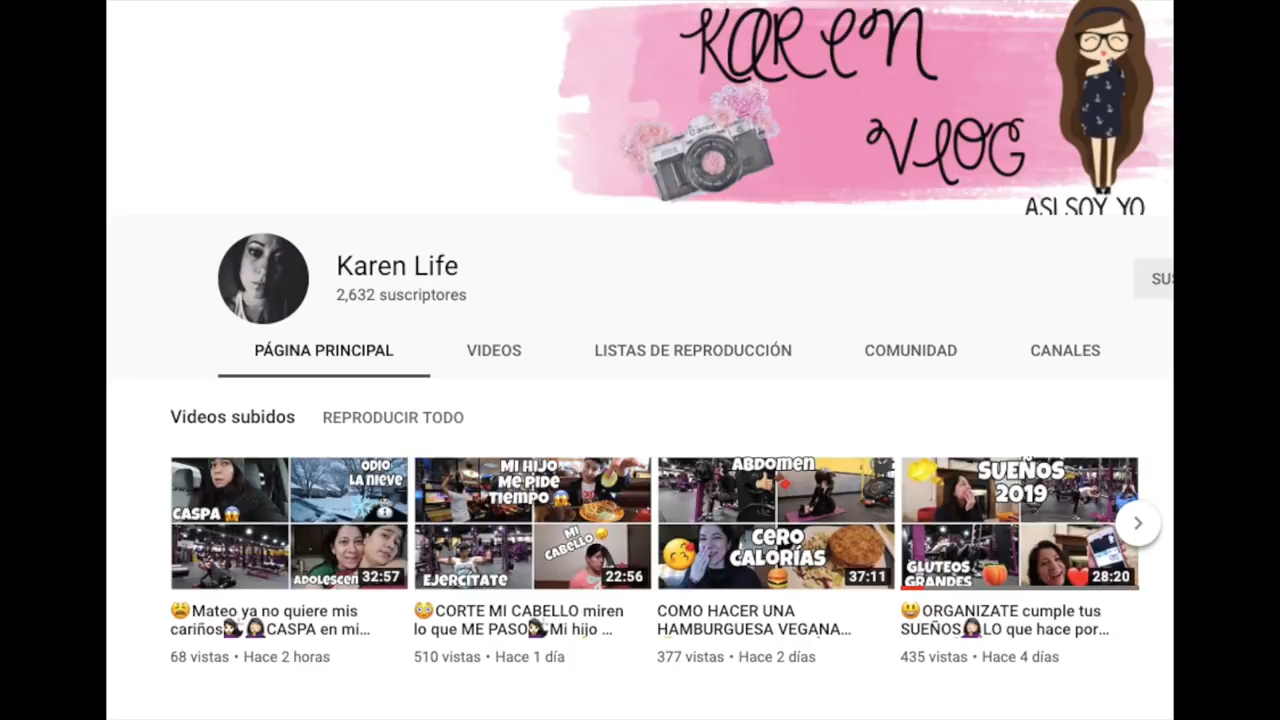 KAREN
VLOG
ASI SOY YO
Canon
Karen Life
2,632 suscriptores
PÁGINA PRINCIPAL
VIDEOS
LISTAS DE REPRODUCCIÓN
COMUNIDAD
CANALES
Videos subidos
REPRODUCIR TODO
CASPA 😱
ODIO
LA NIEVE
32:57
MI HIJO
ME PIDE
TIEMPO 😱
EJERCITATE
MI
CABELLO
22:56
ABDOMEN
CERO
CALORÍAS
37:11
SUEÑOS
2019
GLUTEOS
GRANDES
28:20
😩Mateo ya no quiere mis
cariños🤦🏻‍♀️CASPA en mi...
68 vistas • Hace 2 horas
😳CORTE MI CABELLO miren
lo que ME PASO🤦🏻‍♀️Mi hijo ...
510 vistas • Hace 1 día
COMO HACER UNA
HAMBURGUESA VEGANA...
377 vistas • Hace 2 días
😃ORGANIZATE cumple tus
SUEÑOS🤦🏻‍♀️LO que hace por...
435 vistas • Hace 4 días